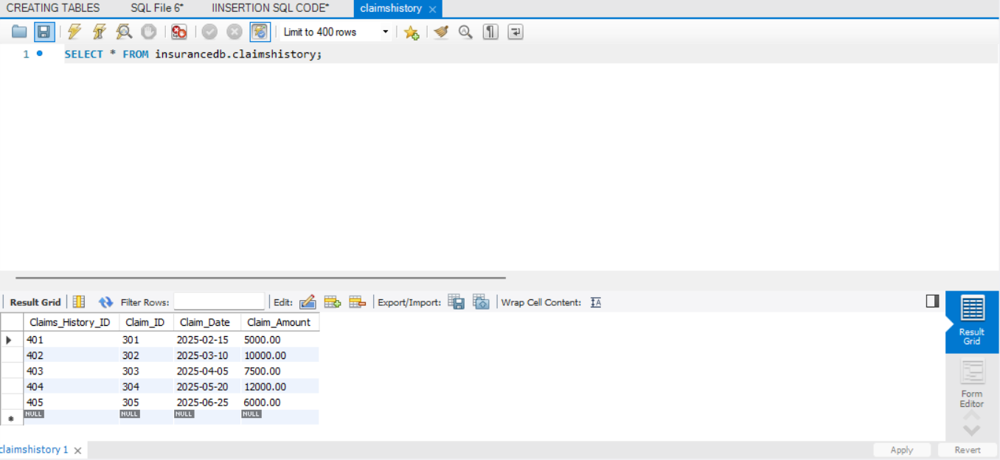 CREATING TABLES SQL File 6* IINSERTION SQL CODE* claimshistory
Limit to 400 rows
1 SELECT * FROM insurancedb.claimshistory;
Result Grid Filter Rows: Edit: Export/Import: Wrap Cell Content:
Claims_History_ID Claim_ID Claim_Date Claim_Amount
401 301 2025-02-15 5000.00
402 302 2025-03-10 10000.00
403 303 2025-04-05 7500.00
404 304 2025-05-20 12000.00
405 305 2025-06-25 6000.00
NULL NULL NULL NULL
Result
Grid
Form
Editor
claimshistory 1 Apply Revert